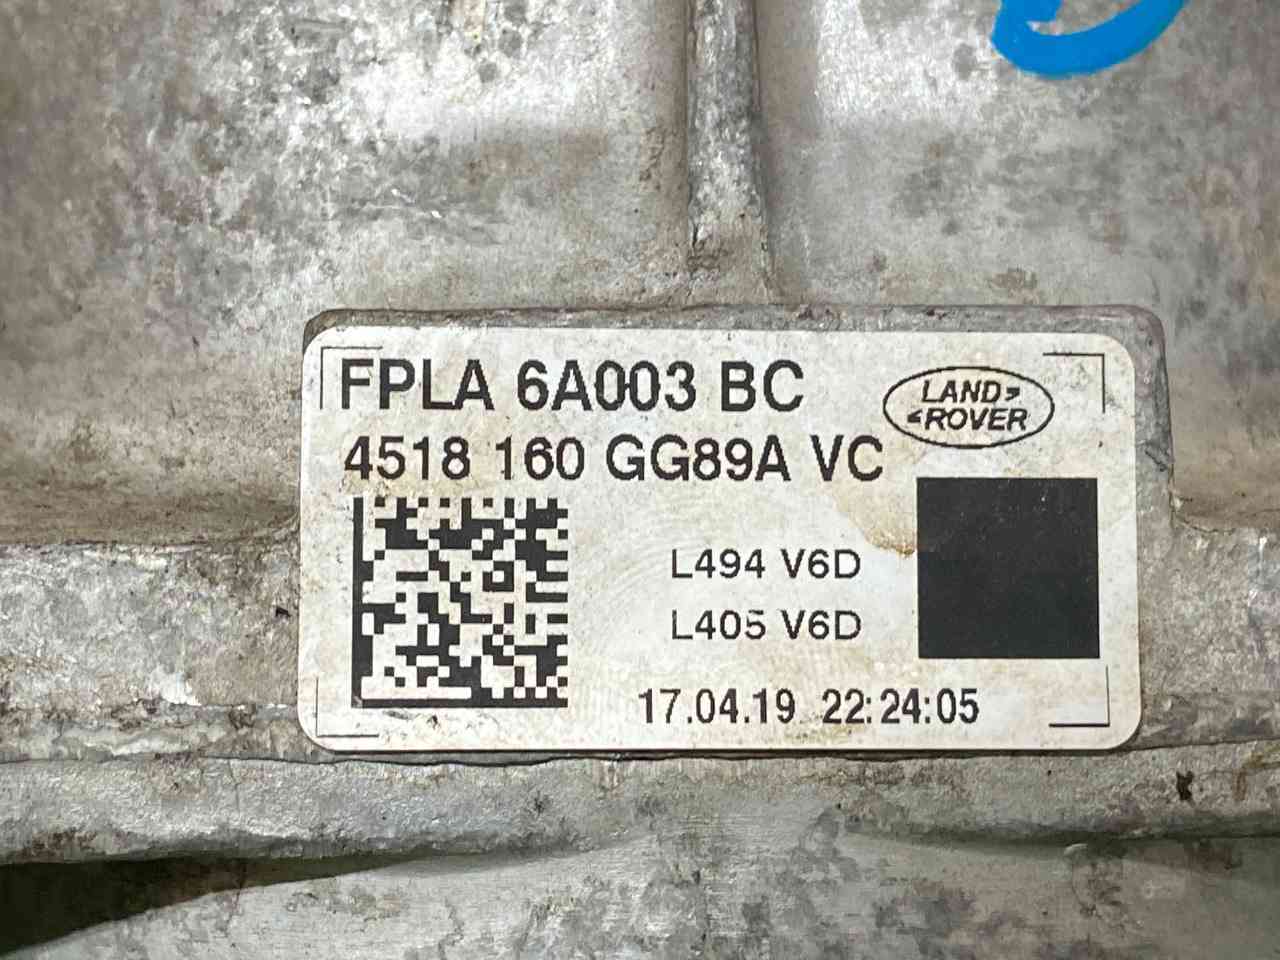 FPLA 6A003 BC
LAND
ROVER
4518 160 GG89A VC
L494 V6D
L405 V6D
17.04.19 22:24:05